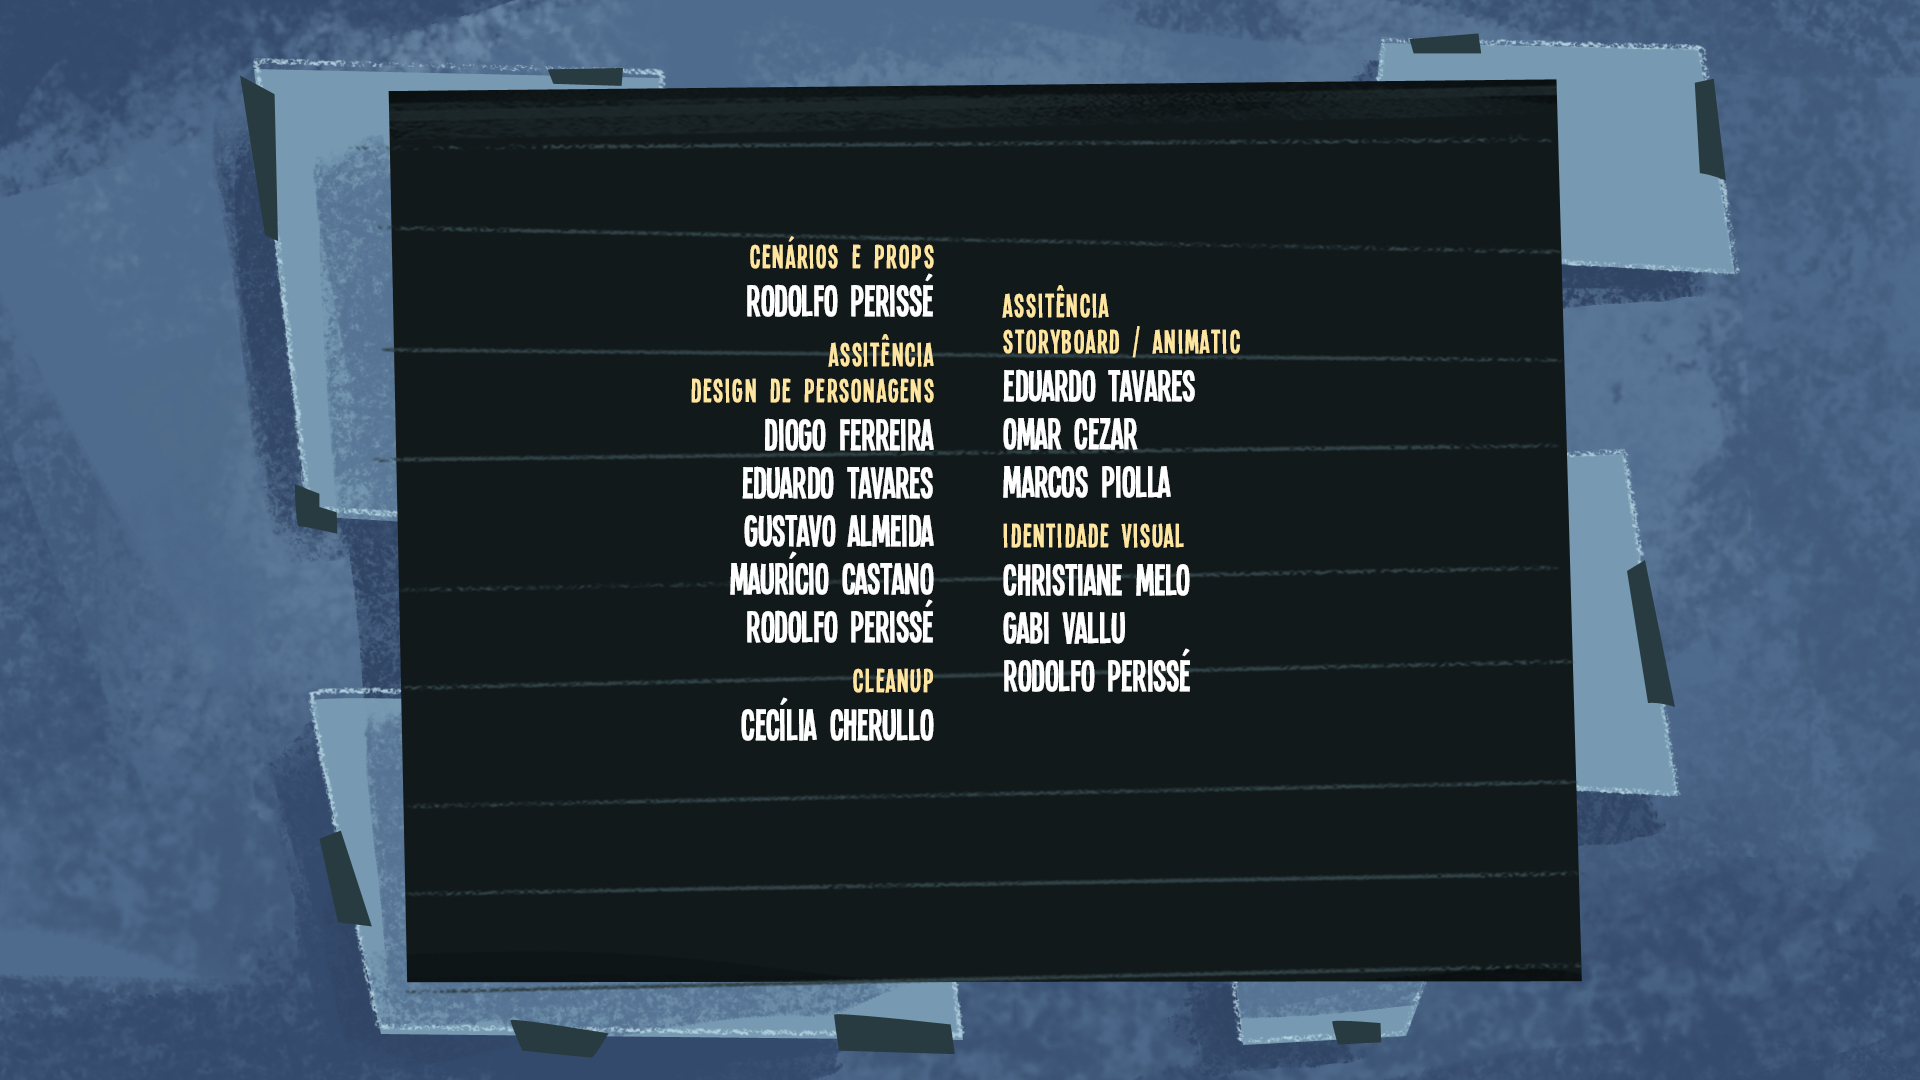 CENÁRIOS E PROPS
RODOLFO PERISSÉ
ASSITÊNCIA
DESIGN DE PERSONAGENS
DIOGO FERREIRA
EDUARDO TAVARES
GUSTAVO ALMEIDA
MAURÍCIO CASTANO
RODOLFO PERISSÉ
CLEANUP
CECÍLIA CHERULLO
ASSITÊNCIA
STORYBOARD / ANIMATIC
EDUARDO TAVARES
OMAR CEZAR
MARCOS PIOLLA
IDENTIDADE VISUAL
CHRISTIANE MELO
GABI VALLU
RODOLFO PERISSÉ